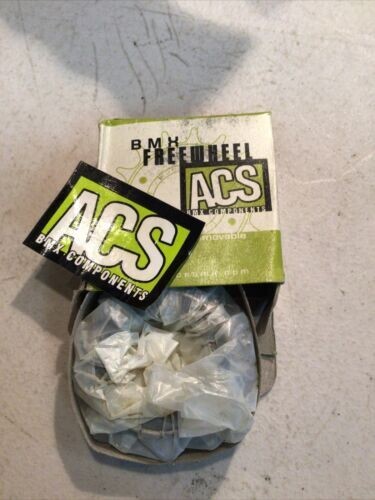 BMX
FREEWHEEL
ACS
BMX COMPONENTS
ACS
BMX COMPONENTS